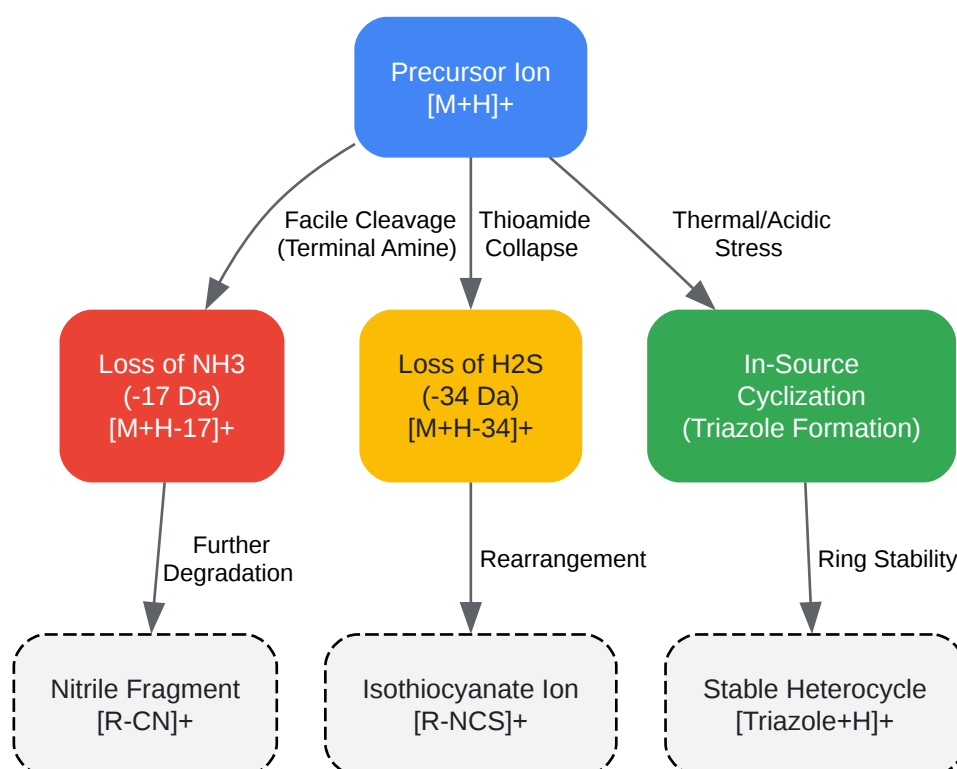 Precursor Ion
[M+H]+
Facile Cleavage
(Terminal Amine)
Thioamide
Collapse
Thermal/Acidic
Stress
Loss of NH3
(-17 Da)
[M+H-17]+
Loss of H2S
(-34 Da)
[M+H-34]+
In-Source
Cyclization
(Triazole Formation)
Further
Degradation
Rearrangement
Ring Stability
Nitrile Fragment
[R-CN]+
Isothiocyanate Ion
[R-NCS]+
Stable Heterocycle
[Triazole+H]+